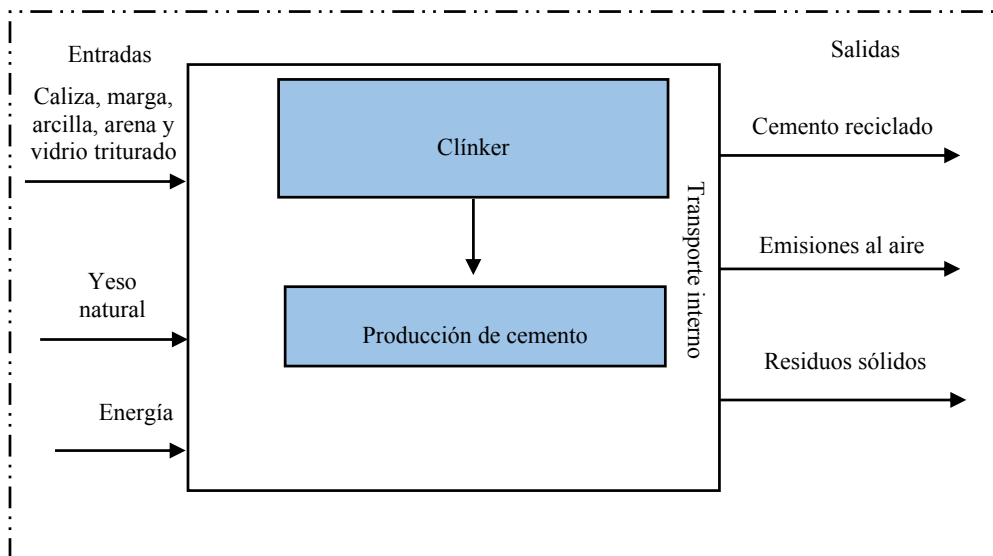 Entradas
Salidas
Caliza, marga,
arcilla, arena y
vidrio triturado
Clínker
Cemento reciclado
Transporte interno
Emisiones al aire
Yeso
natural
Producción de cemento
Residuos sólidos
Energía